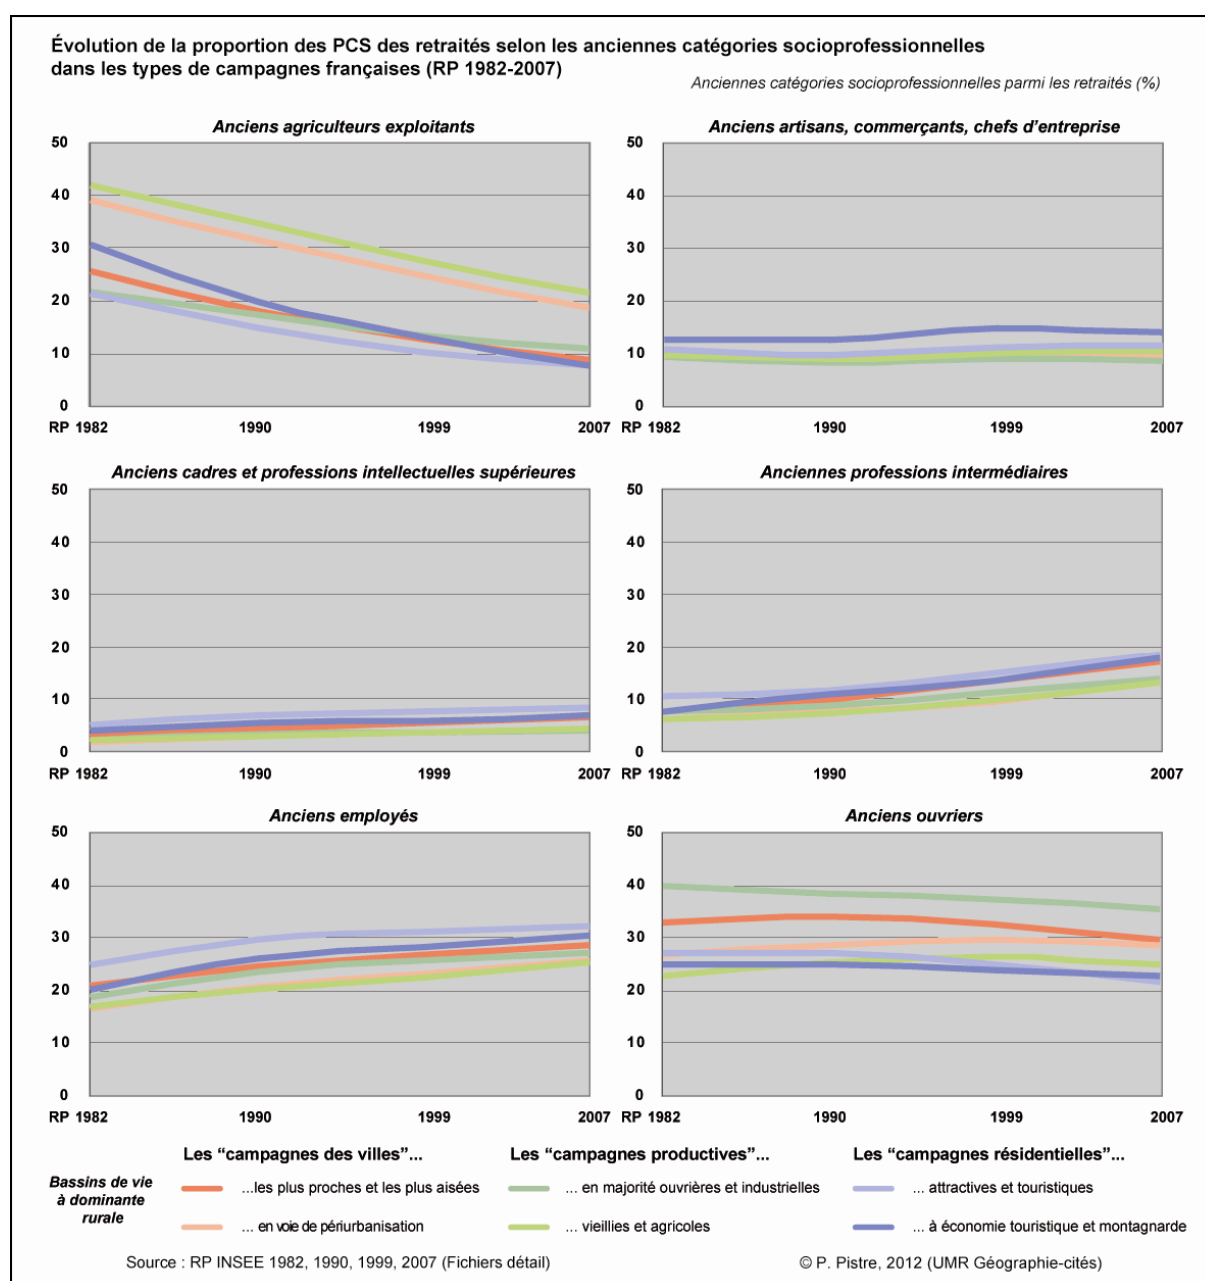 Évolution de la proportion des PCS des retraités selon les anciennes catégories socioprofessionnelles
dans les types de campagnes françaises (RP 1982-2007)
Anciennes catégories socioprofessionnelles parmi les retraités (%)
Anciens agriculteurs exploitants
50
40
30
20
10
0
RP 1982 1990 1999 2007
Anciens artisans, commerçants, chefs d'entreprise
50
40
30
20
10
0
RP 1982 1990 1999 2007
Anciens cadres et professions intellectuelles supérieures
50
40
30
20
10
0
RP 1982 1990 1999 2007
Anciennes professions intermédiaires
50
40
30
20
10
0
RP 1982 1990 1999 2007
Anciens employés
50
40
30
20
10
0
RP 1982 1990 1999 2007
Anciens ouvriers
50
40
30
20
10
0
RP 1982 1990 1999 2007
Bassins de vie
à dominante
rurale
Les "campagnes des villes"...
...les plus proches et les plus aisées
... en voie de périurbanisation
Les "campagnes productives"...
... en majorité ouvrières et industrielles
... vieillies et agricoles
Les "campagnes résidentielles"...
... attractives et touristiques
... à économie touristique et montagnarde
Source : RP INSEE 1982, 1990, 1999, 2007 (Fichiers détail)
© P. Pistre, 2012 (UMR Géographie-cités)